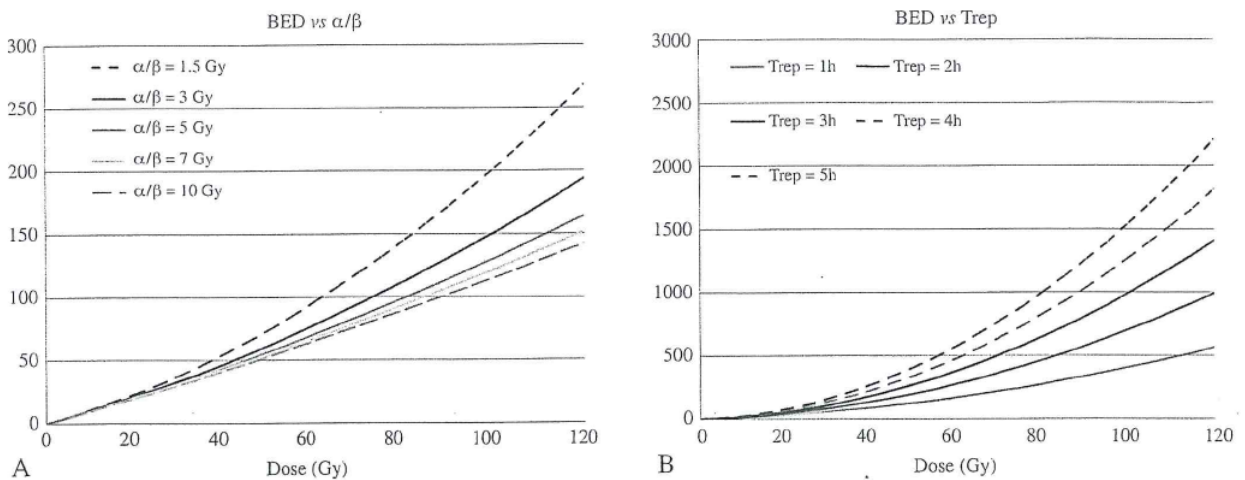 BED vs α/β
300
250
200
150
100
50
0
α/β = 1.5 Gy
α/β = 3 Gy
α/β = 5 Gy
α/β = 7 Gy
α/β = 10 Gy
0 20 40 60 80 100 120
Dose (Gy)
A
BED vs Trep
3000
2500
2000
1500
1000
500
0
Trep = 1h Trep = 2h
Trep = 3h Trep = 4h
Trep = 5h
0 20 40 60 80 100 120
Dose (Gy)
B